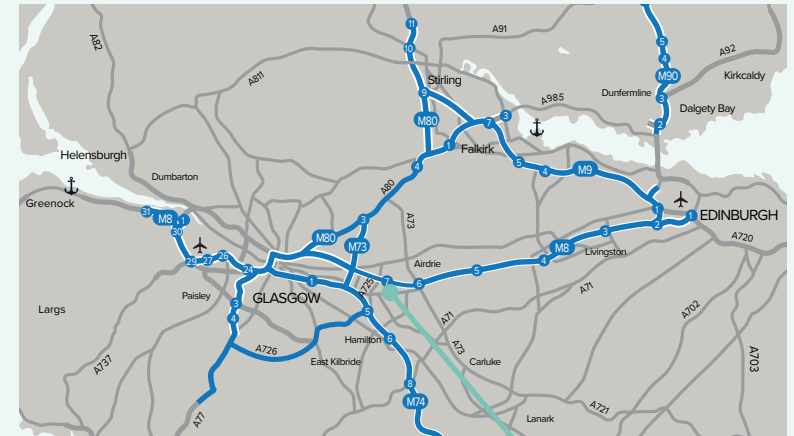 11
A91
A82
10
5
A92
4
M90
Kirkcaldy
A811
Stirling
9
Dunfermline
3
A985
Dalgety Bay
M80
7
3
2
1
Falkirk
Helensburgh
4
5
4
M9
Dumbarton
A80
Greenock
31
M8
1
30
3
A73
1
1
EDINBURGH
2
M80
M73
3
A720
M8
29
27
26
24
Airdrie
4
Livingston
5
1
A725
7
6
A71
Paisley
GLASGOW
3
4
Largs
5
A71
A702
Hamilton
6
A73
A726
East Kilbride
Carluke
A703
A737
8
M74
A721
A77
Lanark